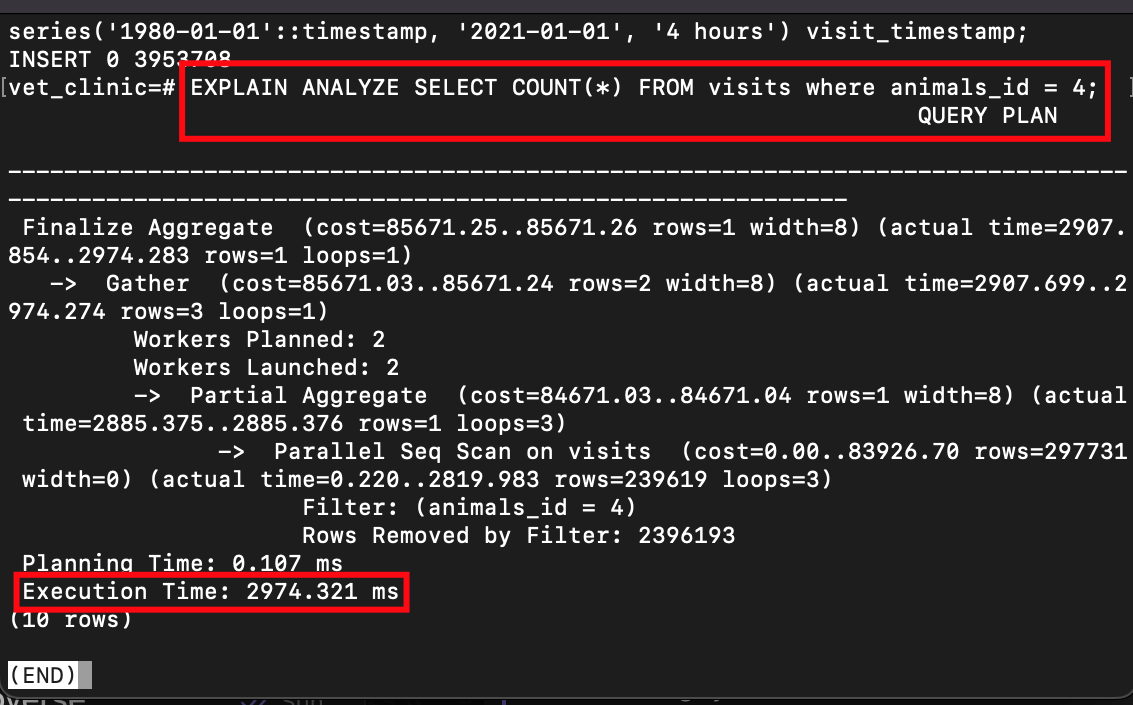 series('1980-01-01'::timestamp, '2021-01-01', '4 hours') visit_timestamp;
INSERT 0 3953708
[vet_clinic=# EXPLAIN ANALYZE SELECT COUNT(*) FROM visits where animals_id = 4; ]
QUERY PLAN
--------------------------------------------------------------------------------
------------------------------------------------------------
Finalize Aggregate  (cost=85671.25..85671.26 rows=1 width=8) (actual time=2907.
854..2974.283 rows=1 loops=1)
->  Gather  (cost=85671.03..85671.24 rows=2 width=8) (actual time=2907.699..2
974.274 rows=3 loops=1)
Workers Planned: 2
Workers Launched: 2
->  Partial Aggregate  (cost=84671.03..84671.04 rows=1 width=8) (actual
time=2885.375..2885.376 rows=1 loops=3)
->  Parallel Seq Scan on visits  (cost=0.00..83926.70 rows=297731
width=0) (actual time=0.220..2819.983 rows=239619 loops=3)
Filter: (animals_id = 4)
Rows Removed by Filter: 2396193
Planning Time: 0.107 ms
Execution Time: 2974.321 ms
(10 rows)
(END)